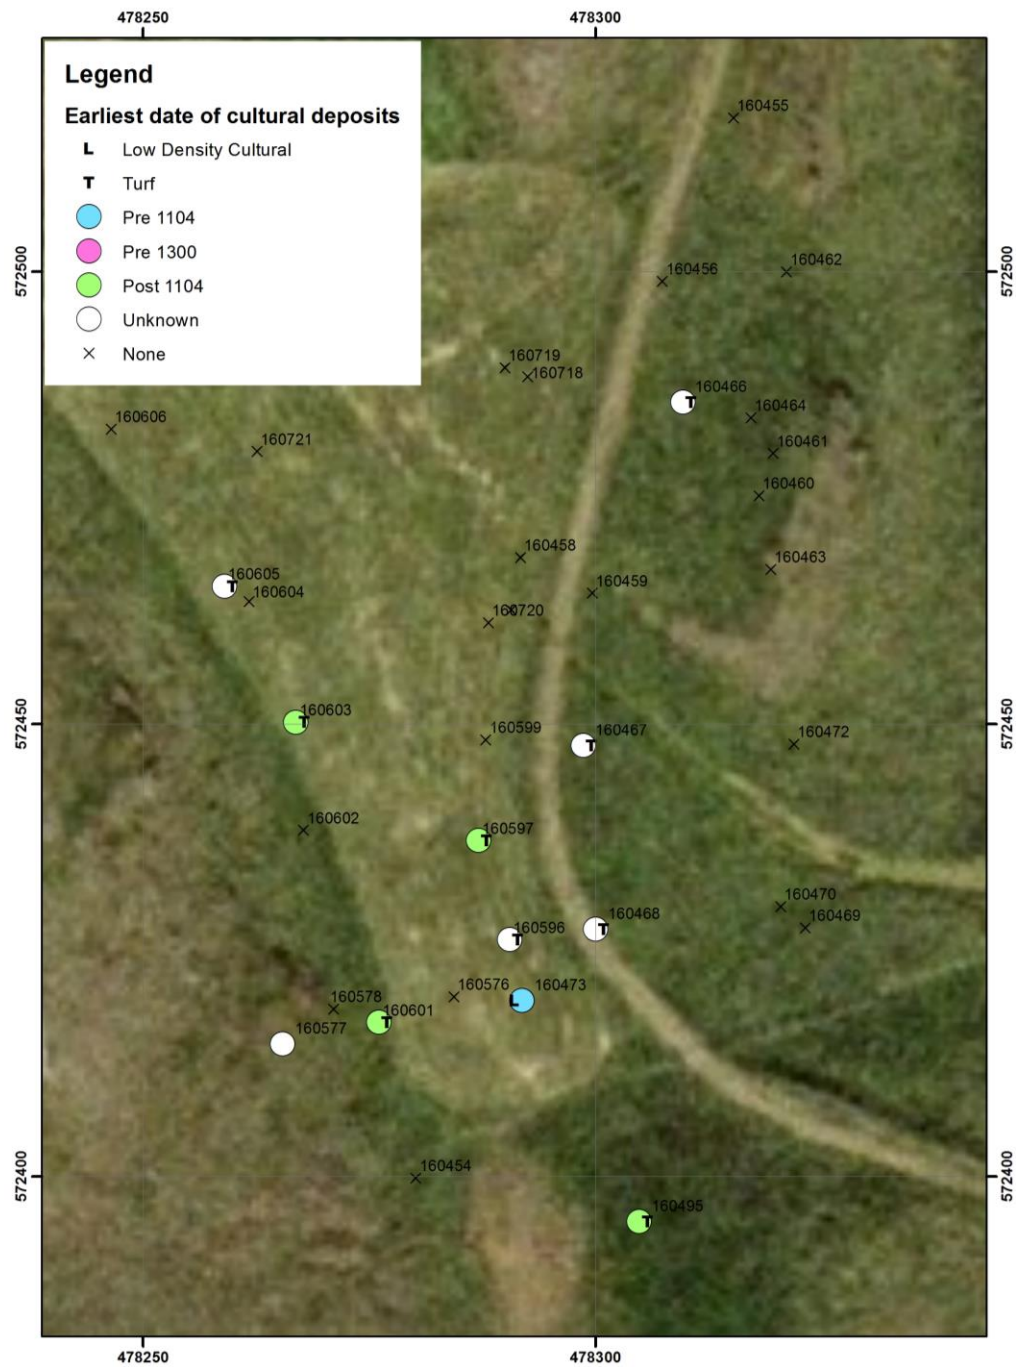 478250
478300
Legend
Earliest date of cultural deposits
L Low Density Cultural
T Turf
Pre 1104
Pre 1300
Post 1104
Unknown
× None
160455
572500
572500
160462
160456
160719
160718
160466
160464
160606
160721
160461
160460
160458
160463
160605
160604
160459
160720
160603
572450
572450
160599
160467
160472
160602
160597
160470
160468
160469
160596
160576
160473
160578
160601
160577
572400
572400
160454
160495
T
T
T
T
T
T
T
L
T
T
478250
478300